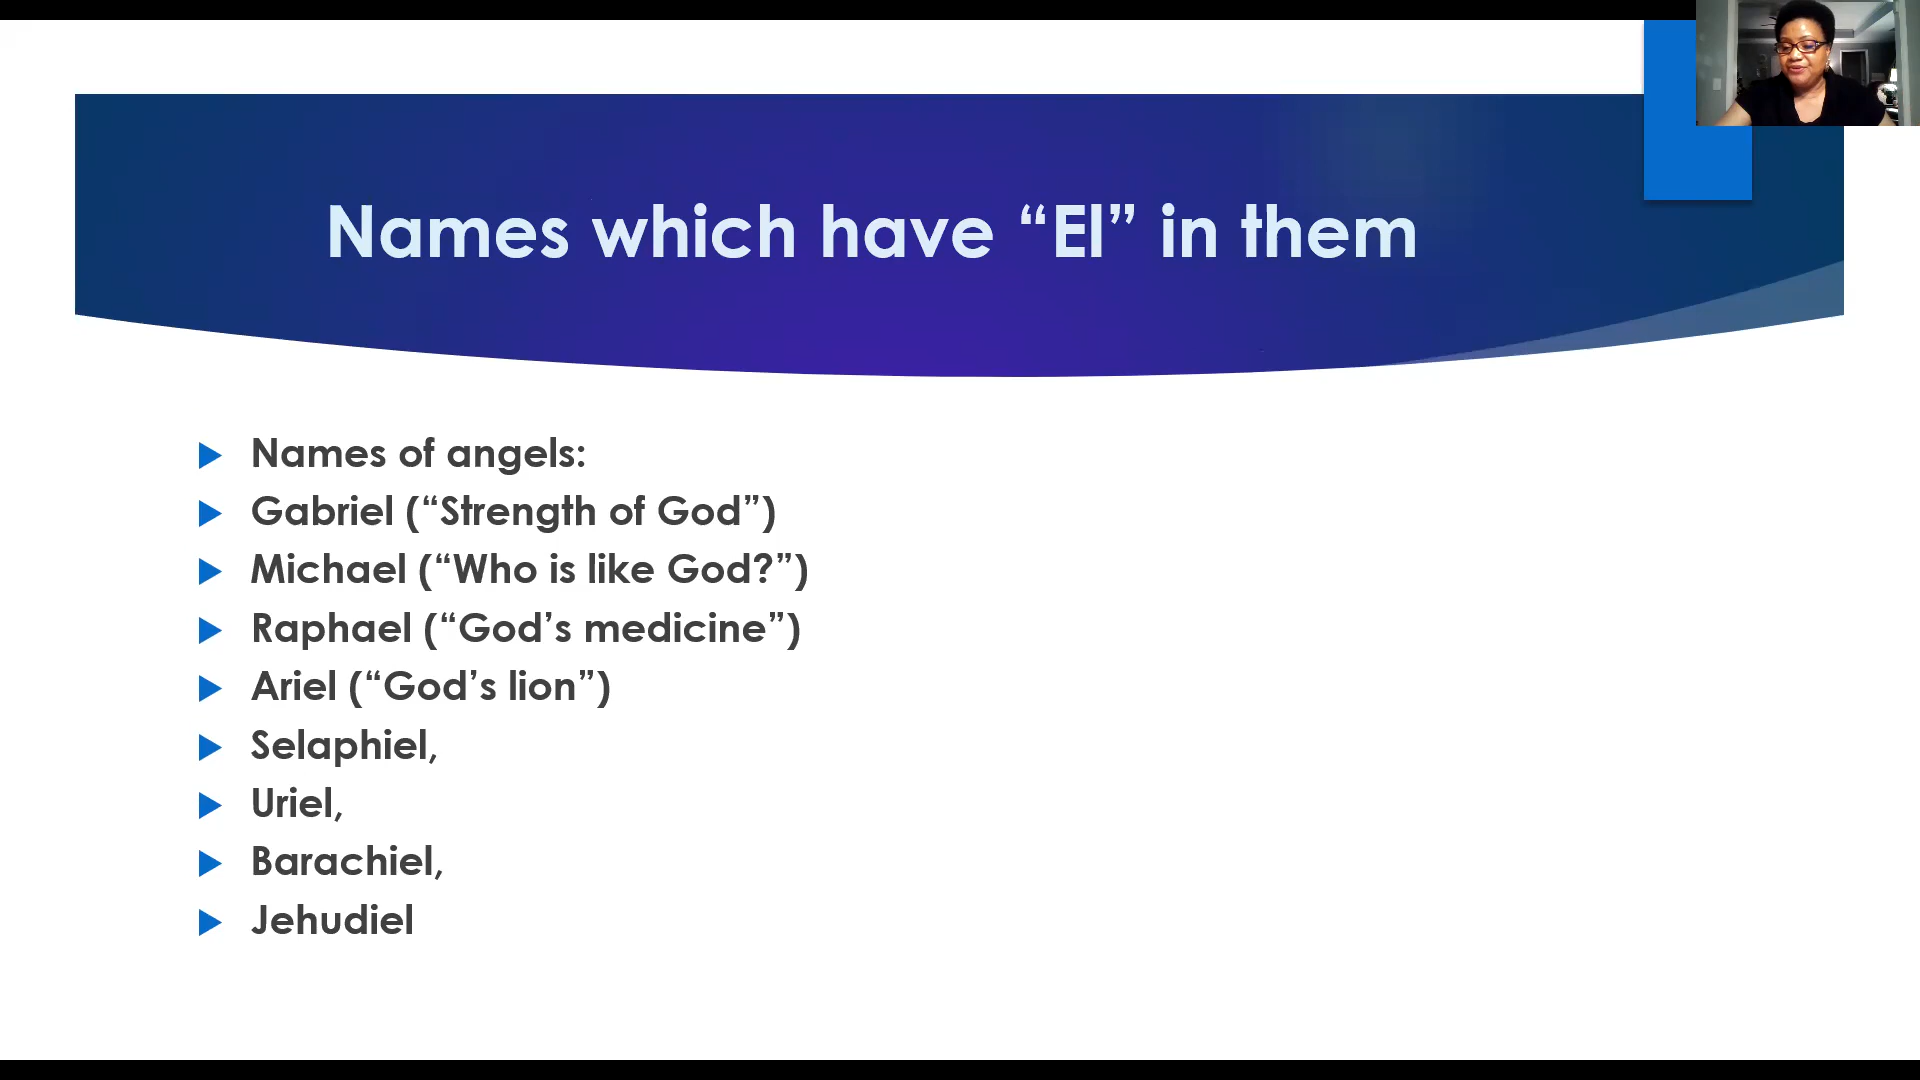 Names which have “El” in them
Names of angels:
Gabriel (“Strength of God”)
Michael (“Who is like God?”)
Raphael (“God’s medicine”)
Ariel (“God’s lion”)
Selaphiel,
Uriel,
Barachiel,
Jehudiel